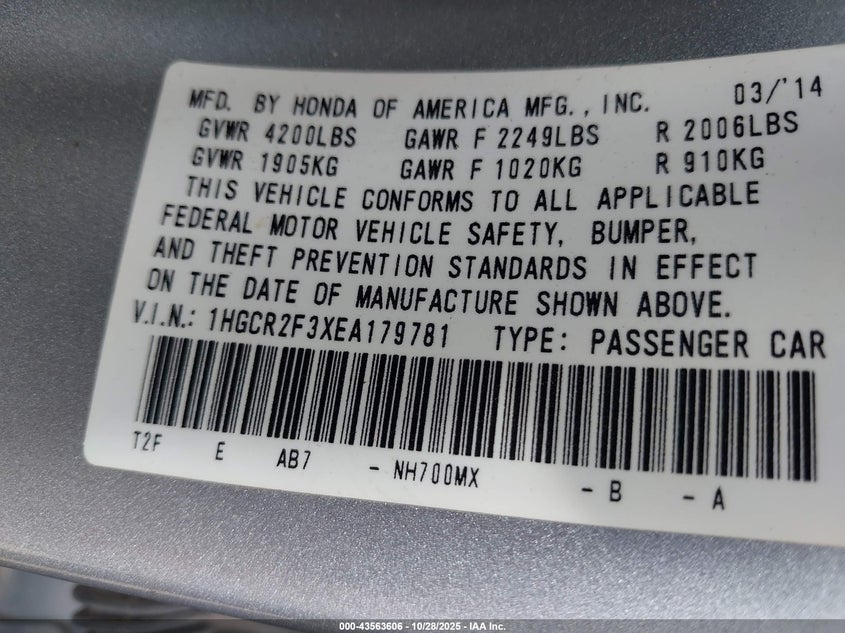 MFD. BY HONDA OF AMERICA MFG., INC. 03/'14
GVWR 4200LBS GAWR F 2249LBS R 2006LBS
GVWR 1905KG GAWR F 1020KG R 910KG
THIS VEHICLE CONFORMS TO ALL APPLICABLE
FEDERAL MOTOR VEHICLE SAFETY, BUMPER,
AND THEFT PREVENTION STANDARDS IN EFFECT
ON THE DATE OF MANUFACTURE SHOWN ABOVE.
V.I.N.: 1HGCR2F3XEA179781 TYPE: PASSENGER CAR
T2F E AB7 - NH700MX - B - A
000-43563606 | 10/28/2025 - IAA Inc.